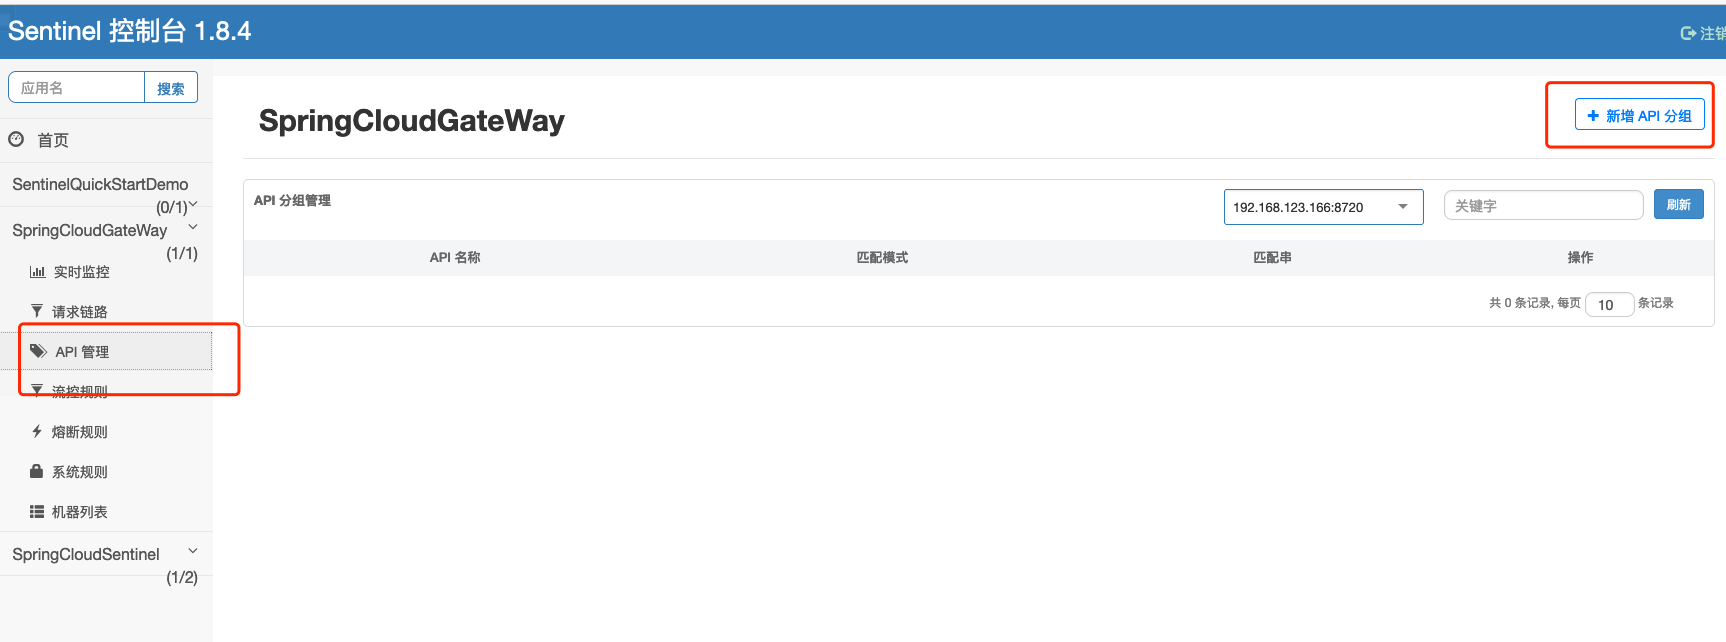 Sentinel 控制台 1.8.4
注销
应用名
搜索
首页
SentinelQuickStartDemo
(0/1)
SpringCloudGateWay
(1/1)
实时监控
请求链路
API 管理
流控规则
熔断规则
系统规则
机器列表
SpringCloudSentinel
(1/2)
SpringCloudGateWay
新增 API 分组
API 分组管理
192.168.123.166:8720
关键字
刷新
API 名称 匹配模式 匹配串 操作
共 0 条记录, 每页 10 条记录